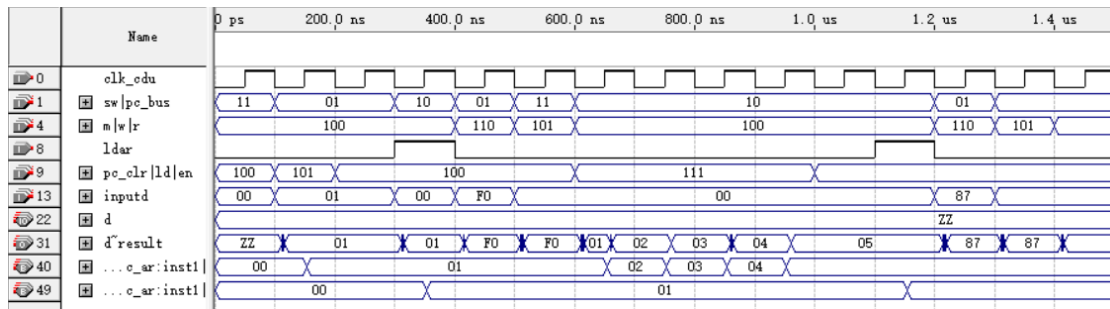 0 ps 200.0 ns 400.0 ns 600.0 ns 800.0 ns 1.0 us 1.2 us 1.4 us
Name
0 clk_cdu
1 sw|pc_bus 11 01 10 01 11 10 01
4 m|w|r 100 110 101 100 110 101
8 ldar
9 pc_clr|ld|en 100 101 100 111
13 inputd 00 01 00 F0 00 87
22 d ZZ
31 d~result ZZ 01 01 F0 F0 01 02 03 04 05 87 87
40 ...c_ar:inst1| 00 01 02 03 04
49 ...c_ar:inst1| 00 01